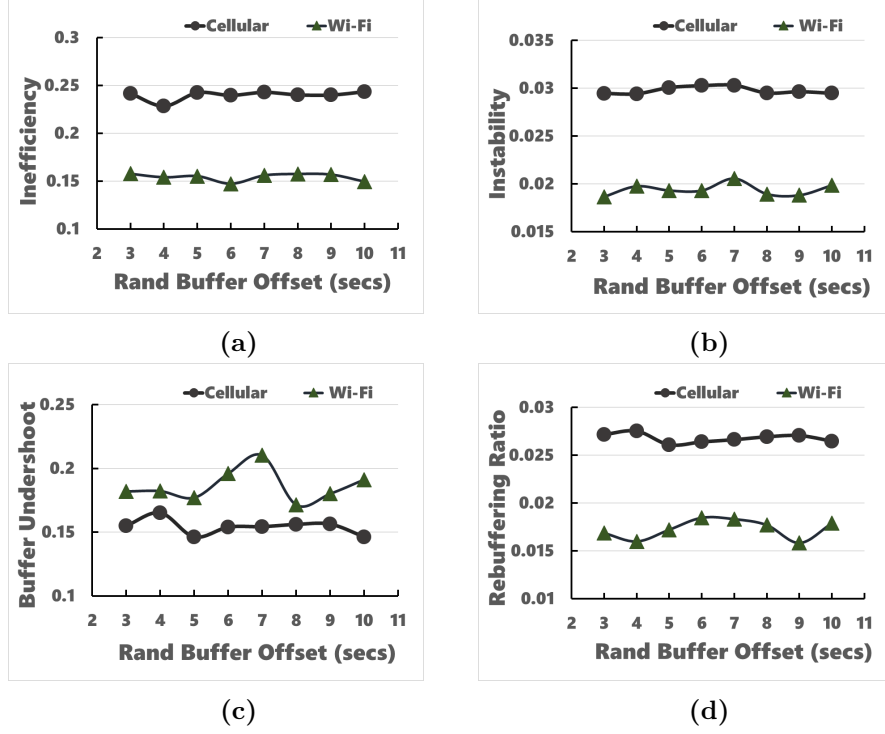 Cellular Wi-Fi
0.3
0.25
0.2
0.15
0.1
Inefficiency
2 3 4 5 6 7 8 9 10 11
Rand Buffer Offset (secs)
(a)
Cellular Wi-Fi
0.035
0.03
0.025
0.02
0.015
Instability
2 3 4 5 6 7 8 9 10 11
Rand Buffer Offset (secs)
(b)
Cellular Wi-Fi
0.25
0.2
0.15
0.1
Buffer Undershoot
2 3 4 5 6 7 8 9 10 11
Rand Buffer Offset (secs)
(c)
Cellular Wi-Fi
0.03
0.025
0.02
0.015
0.01
Rebuffering Ratio
2 3 4 5 6 7 8 9 10 11
Rand Buffer Offset (secs)
(d)